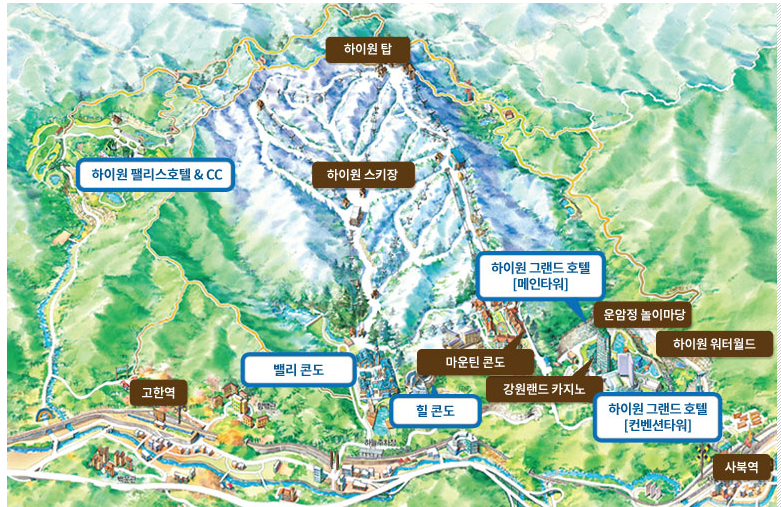 하이원 탑
하이원 팰리스호텔 & CC
하이원 스키장
하이원 그랜드 호텔
[메인타워]
운암정 놀이마당
하이원 워터월드
마운틴 콘도
밸리 콘도
강원랜드 카지노
고한역
힐 콘도
하이원 그랜드 호텔
[컨벤션타워]
사북역